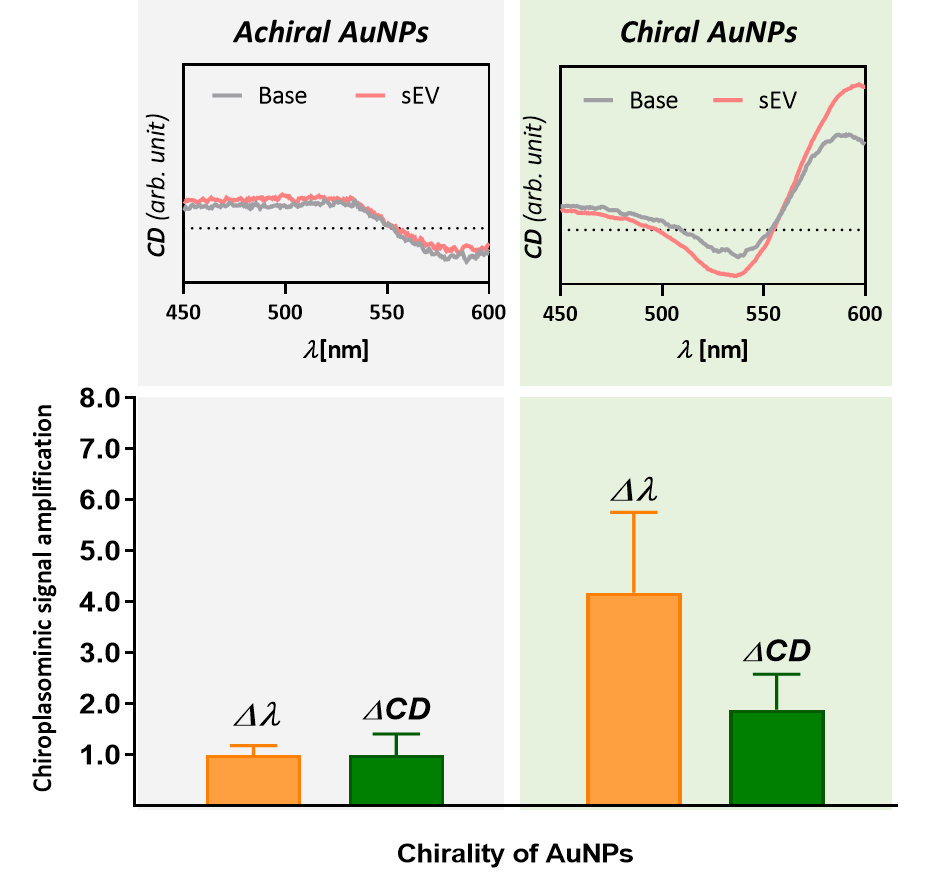 Achiral AuNPs
Base
sEV
CD (arb. unit)
450
500
550
600
λ[nm]
Chiral AuNPs
Base
sEV
CD (arb. unit)
450
500
550
600
λ [nm]
Chiroplasominic signal amplification
8.0
7.0
6.0
5.0
4.0
3.0
2.0
1.0
Δλ
ΔCD
Δλ
ΔCD
Chirality of AuNPs